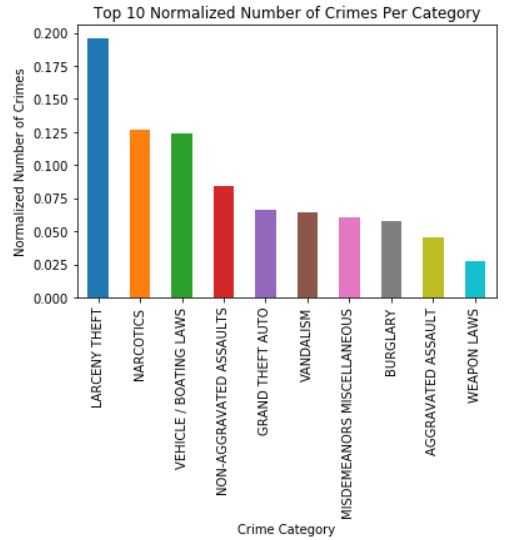 Top 10 Normalized Number of Crimes Per Category
Normalized Number of Crimes
0.200
0.175
0.150
0.125
0.100
0.075
0.050
0.025
0.000
LARCENY THEFT
NARCOTICS
VEHICLE / BOATING LAWS
NON-AGGRAVATED ASSAULTS
GRAND THEFT AUTO
VANDALISM
MISDEMEANORS MISCELLANEOUS
BURGLARY
AGGRAVATED ASSAULT
WEAPON LAWS
Crime Category